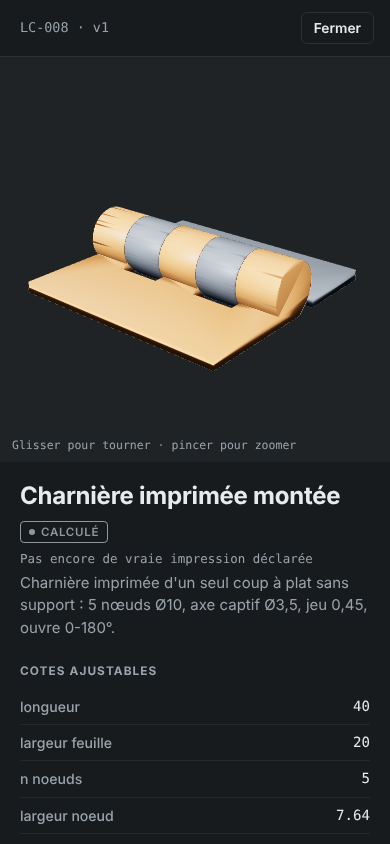 LC-008 · v1
Fermer
Glisser pour tourner · pincer pour zoomer
Charnière imprimée montée
CALCULÉ
Pas encore de vraie impression déclarée
Charnière imprimée d'un seul coup à plat sans
support : 5 nœuds Ø10, axe captif Ø3,5, jeu 0,45,
ouvre 0-180°.
COTES AJUSTABLES
longueur 40
largeur feuille 20
n noeuds 5
largeur noeud 7.64